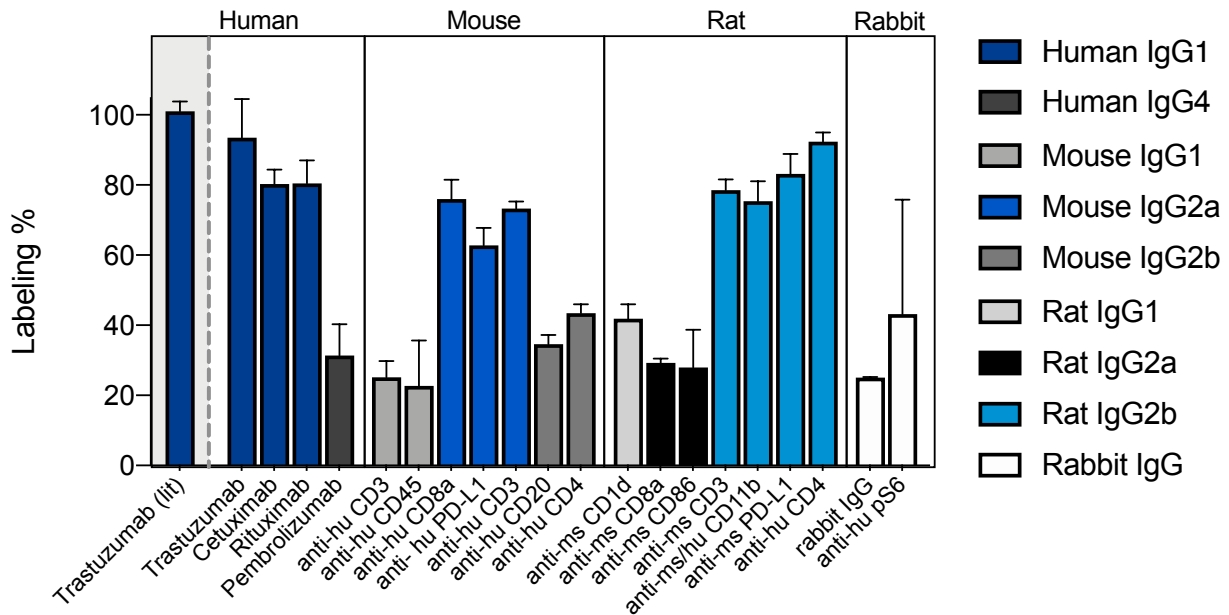 Human
Mouse
Rat
Rabbit
Labeling %
100
80
60
40
20
0
Trastuzumab (lit)
Trastuzumab
Cetuximab
Rituximab
Pembrolizumab
anti-hu CD3
anti-hu CD45
anti-hu CD8a
anti- hu PD-L1
anti-hu CD3
anti-hu CD20
anti-hu CD4
anti-ms CD1d
anti-ms CD8a
anti-ms CD86
anti-ms CD3
anti-ms/hu CD11b
anti-ms PD-L1
anti-hu CD4
rabbit IgG
anti-hu pS6
Human IgG1
Human IgG4
Mouse IgG1
Mouse IgG2a
Mouse IgG2b
Rat IgG1
Rat IgG2a
Rat IgG2b
Rabbit IgG